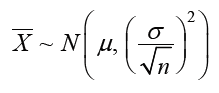 X̅ ~ N(μ, (σ/√n)²)